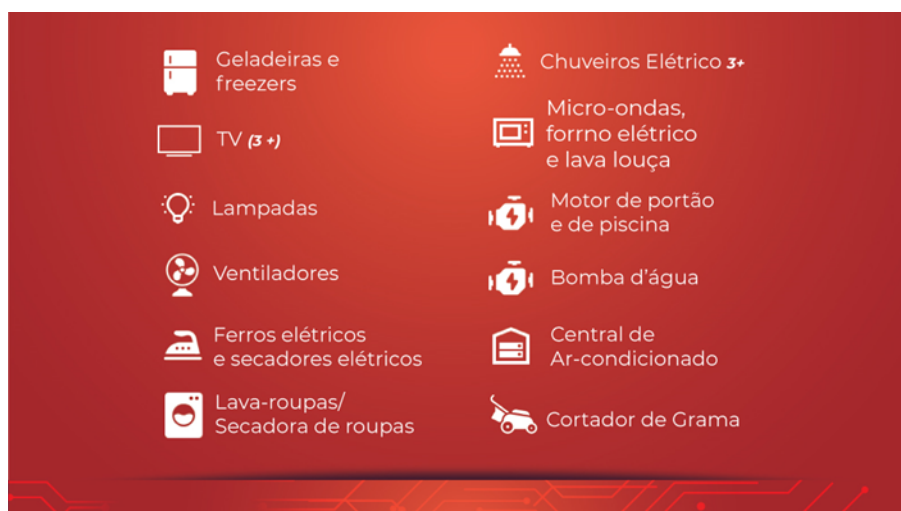 Geladeiras e
freezers
TV (3 +)
Lampadas
Ventiladores
Ferros elétricos
e secadores elétricos
Lava-roupas/
Secadora de roupas
Chuveiros Elétrico 3+
Micro-ondas,
forrno elétrico
e lava louça
Motor de portão
e de piscina
Bomba d'água
Central de
Ar-condicionado
Cortador de Grama